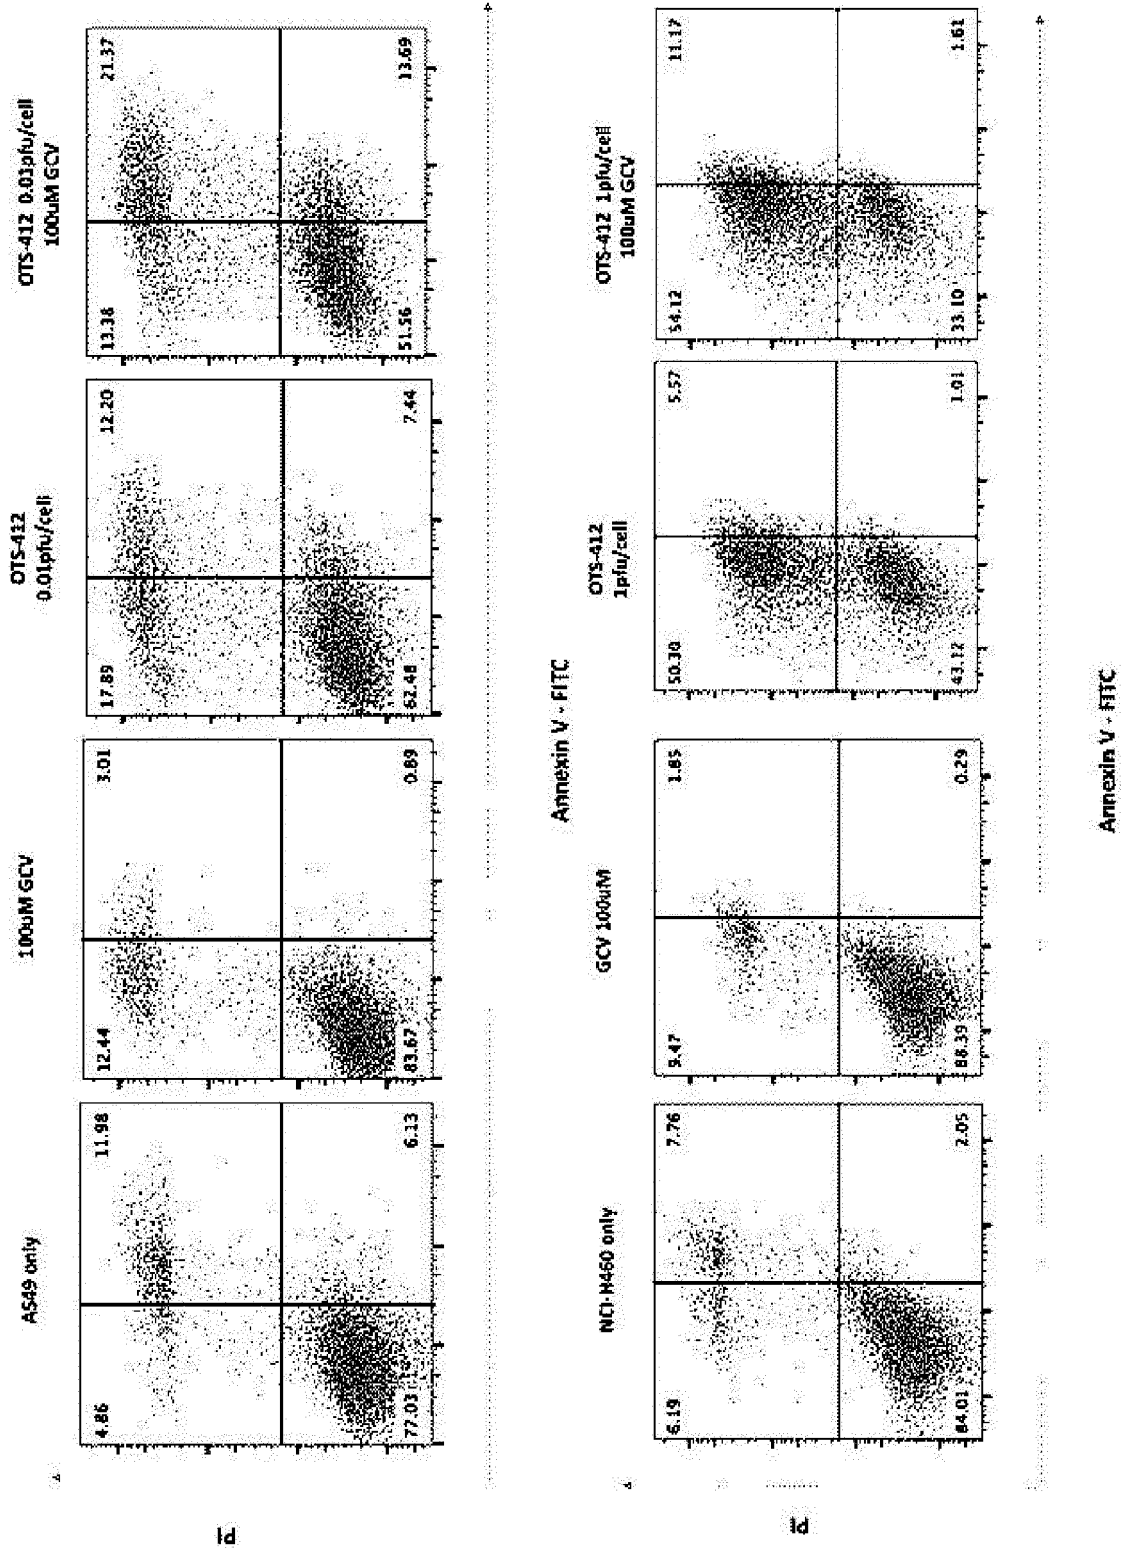 A549 only
100uM GCV
OTS-412
0.01pfu/cell
OTS-412 0.01pfu/cell
100uM GCV
4.86 11.98
12.44 3.01
17.89 12.20
13.38 21.37
PI
77.03 6.13
83.67 0.89
62.48 7.44
51.56 13.69
Annexin V - FITC
NCI-H460 only
GCV 100uM
OTS-412
1pfu/cell
OTS-412 1pfu/cell
100uM GCV
6.19 7.76
9.47 1.85
50.30 5.57
54.12 11.17
PI
84.01 2.05
88.39 0.29
43.12 1.01
33.10 1.61
Annexin V - FITC